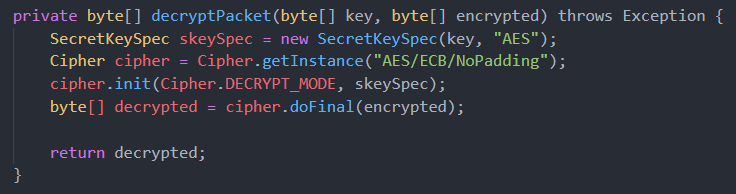 private byte[] decryptPacket(byte[] key, byte[] encrypted) throws Exception {
    SecretKeySpec skeySpec = new SecretKeySpec(key, "AES");
    Cipher cipher = Cipher.getInstance("AES/ECB/NoPadding");
    cipher.init(Cipher.DECRYPT_MODE, skeySpec);
    byte[] decrypted = cipher.doFinal(encrypted);

    return decrypted;
}